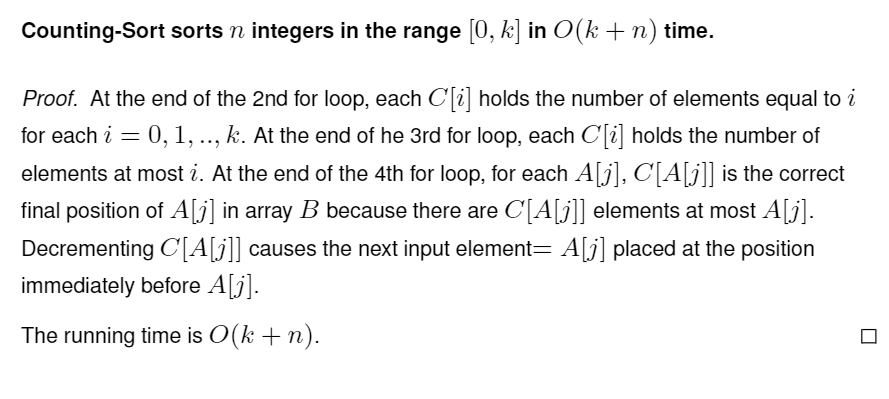 Counting-Sort sorts n integers in the range [0, k] in O(k + n) time.
Proof. At the end of the 2nd for loop, each C[i] holds the number of elements equal to i
for each i = 0, 1, .., k. At the end of he 3rd for loop, each C[i] holds the number of
elements at most i. At the end of the 4th for loop, for each A[j], C[A[j]] is the correct
final position of A[j] in array B because there are C[A[j]] elements at most A[j].
Decrementing C[A[j]] causes the next input element= A[j] placed at the position
immediately before A[j].
The running time is O(k + n). □